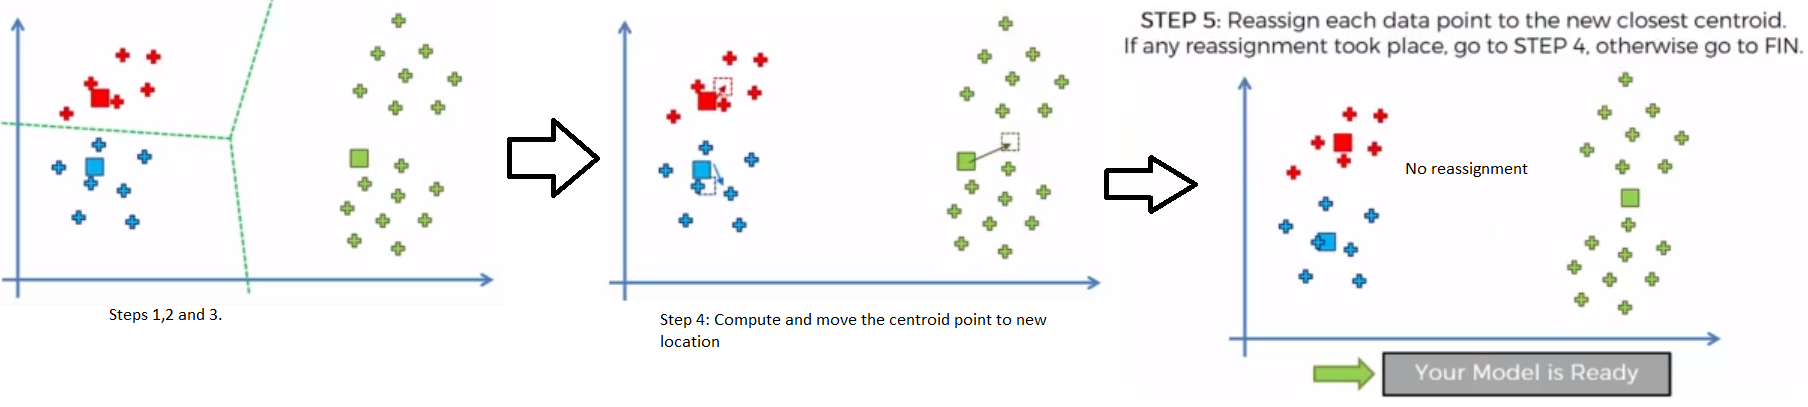 STEP 5: Reassign each data point to the new closest centroid.
If any reassignment took place, go to STEP 4, otherwise go to FIN.
No reassignment
Steps 1,2 and 3.
Step 4: Compute and move the centroid point to new
location
Your Model is Ready